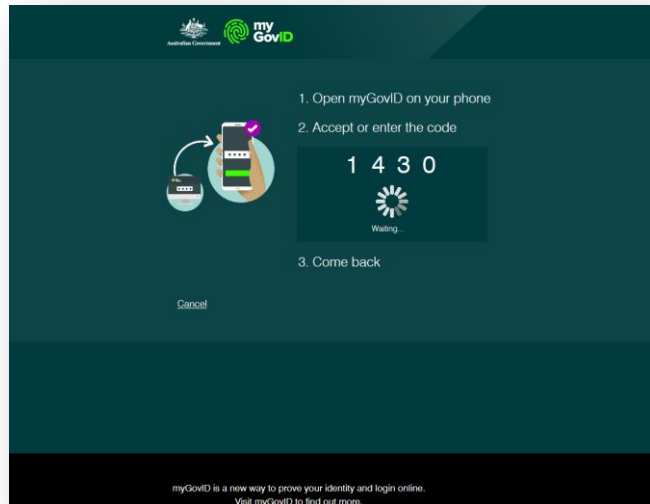 Australian Government
my
GovID
1. Open myGovID on your phone
2. Accept or enter the code
1 4 3 0
Waiting...
3. Come back
Cancel
myGovID is a new way to prove your identity and login online.
Visit myGovID to find out more.